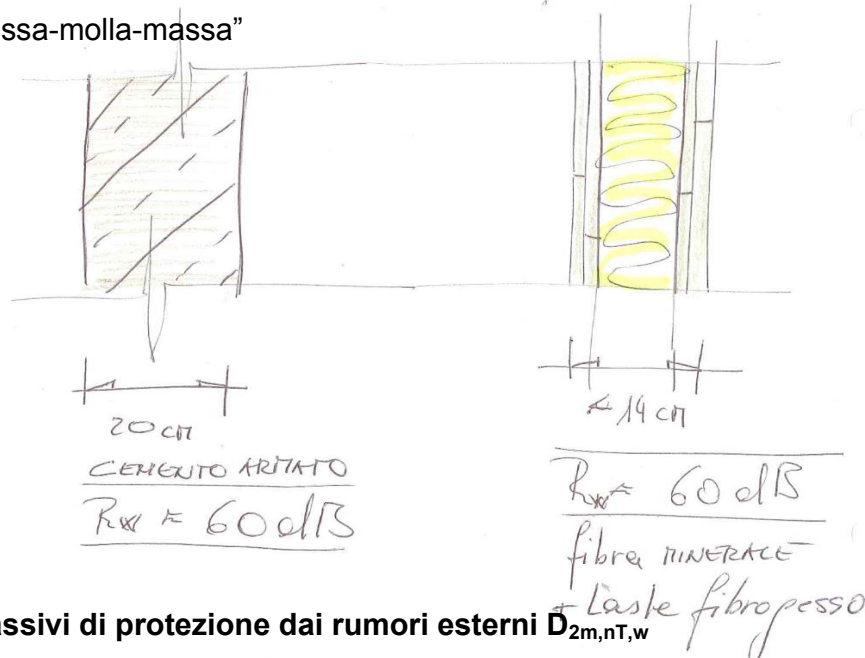 ssa-molla-massa”
20 cm
CEMENTO ARMATO
Rw = 60 dB
≈ 14 cm
Rw = 60 dB
fibra MINERALE
+ Laste fibrogesso
assivi di protezione dai rumori esterni D2m,nT,w